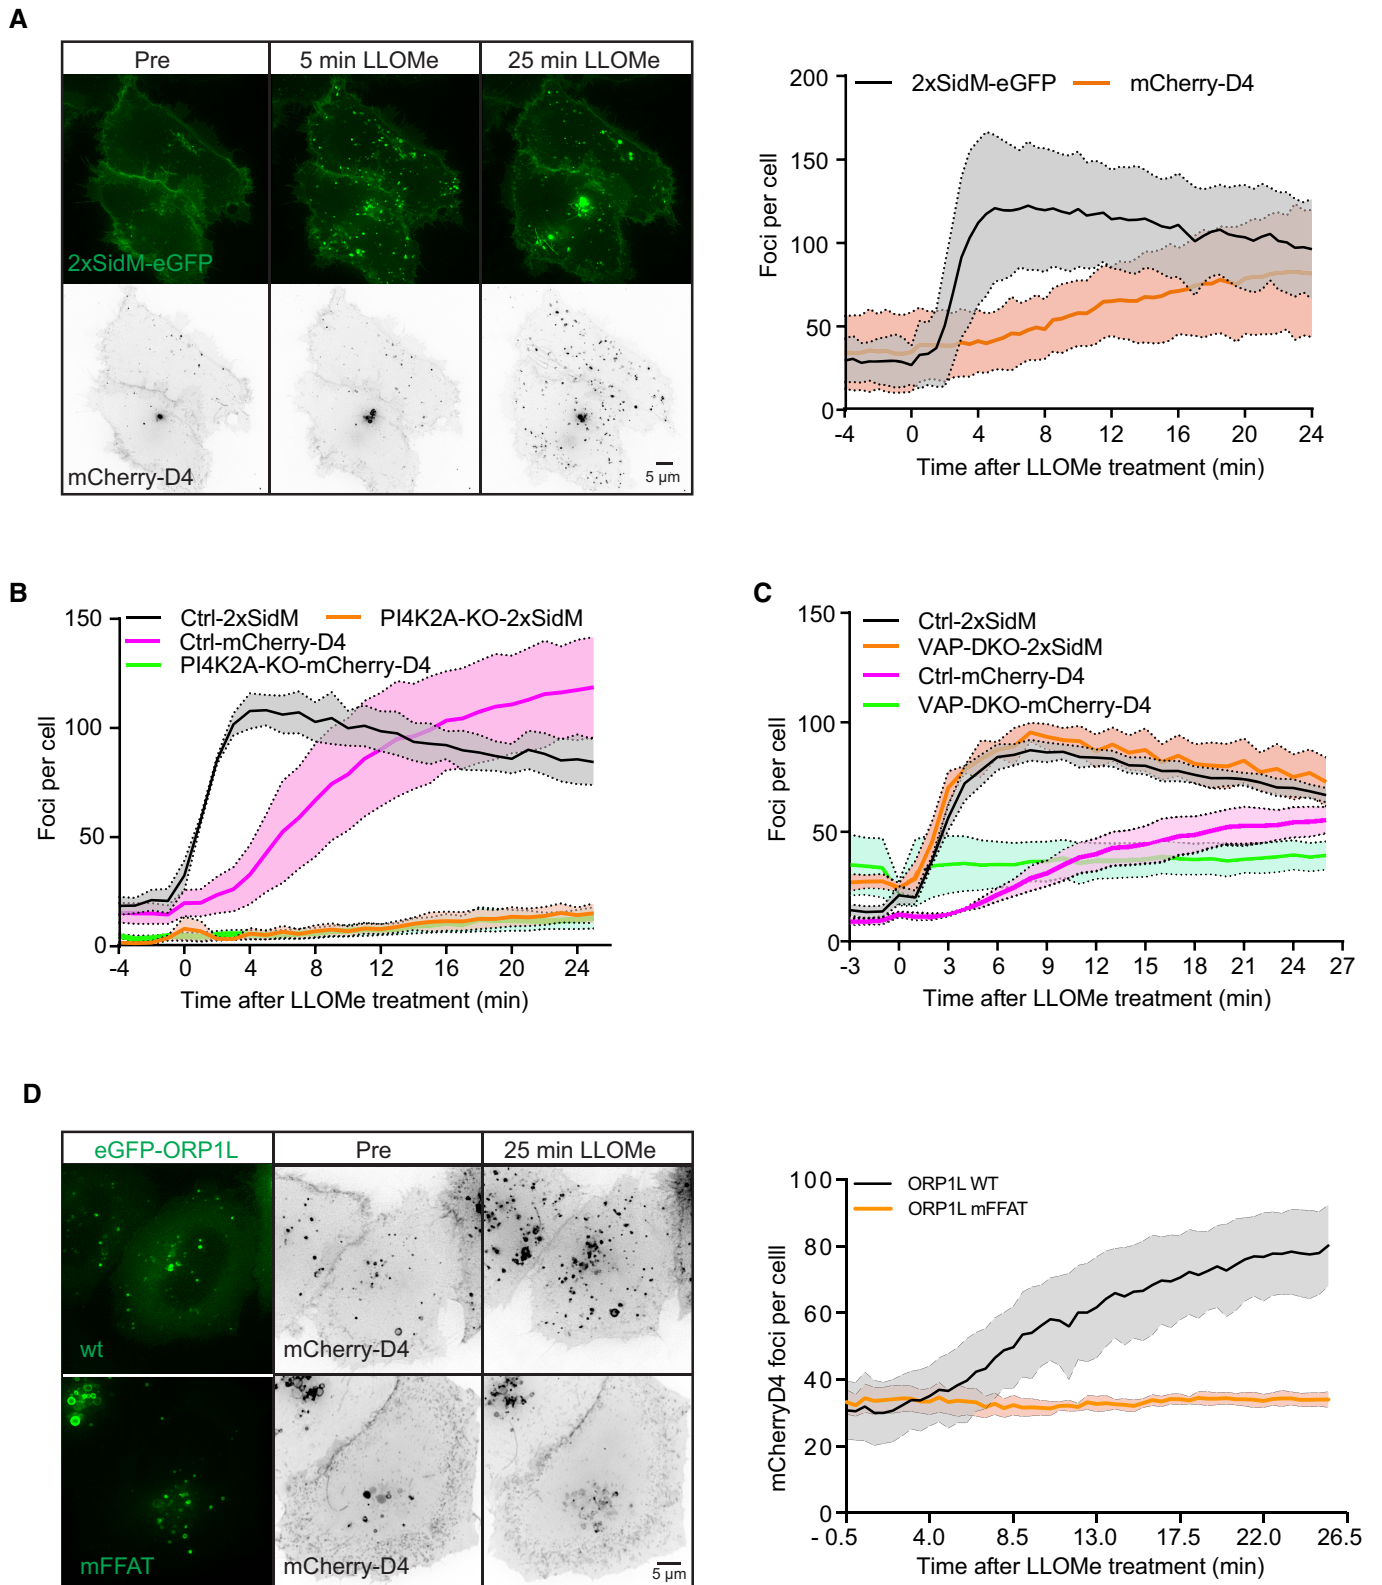 A
Pre
5 min LLOMe
25 min LLOMe
2xSidM-eGFP
mCherry-D4
5 µm
2xSidM-eGFP
mCherry-D4
200
150
100
50
0
Foci per cell
-4
0
4
8
12
16
20
24
Time after LLOMe treatment (min)
B
Ctrl-2xSidM
PI4K2A-KO-2xSidM
Ctrl-mCherry-D4
PI4K2A-KO-mCherry-D4
150
100
50
0
Foci per cell
-4
0
4
8
12
16
20
24
Time after LLOMe treatment (min)
C
Ctrl-2xSidM
VAP-DKO-2xSidM
Ctrl-mCherry-D4
VAP-DKO-mCherry-D4
150
100
50
0
Foci per cell
-3
0
3
6
9
12
15
18
21
24
27
Time after LLOMe treatment (min)
D
eGFP-ORP1L
Pre
25 min LLOMe
wt
mCherry-D4
mFFAT
mCherry-D4
5 µm
ORP1L WT
ORP1L mFFAT
100
80
60
40
20
0
mCherryD4 foci per celll
- 0.5
4.0
8.5
13.0
17.5
22.0
26.5
Time after LLOMe treatment (min)